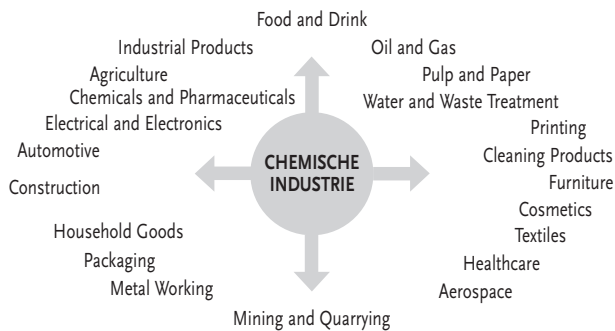 Food and Drink
Industrial Products
Oil and Gas
Agriculture
Pulp and Paper
Chemicals and Pharmaceuticals
Water and Waste Treatment
Electrical and Electronics
Printing
Automotive
Cleaning Products
CHEMISCHE
INDUSTRIE
Construction
Furniture
Cosmetics
Household Goods
Textiles
Packaging
Healthcare
Metal Working
Aerospace
Mining and Quarrying